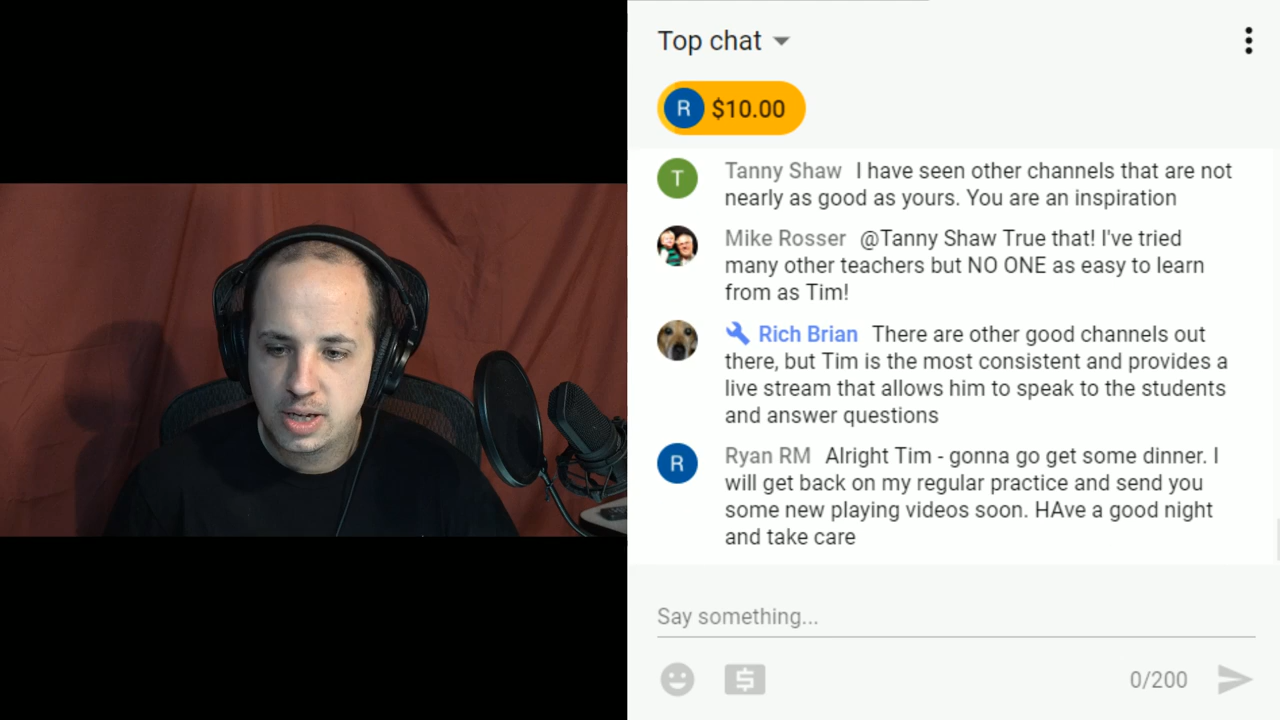 Top chat
R $10.00
T Tanny Shaw I have seen other channels that are not
nearly as good as yours. You are an inspiration
Mike Rosser @Tanny Shaw True that! I've tried
many other teachers but NO ONE as easy to learn
from as Tim!
Rich Brian There are other good channels out
there, but Tim is the most consistent and provides a
live stream that allows him to speak to the students
and answer questions
R Ryan RM Alright Tim - gonna go get some dinner. I
will get back on my regular practice and send you
some new playing videos soon. HAve a good night
and take care
Say something...
0/200